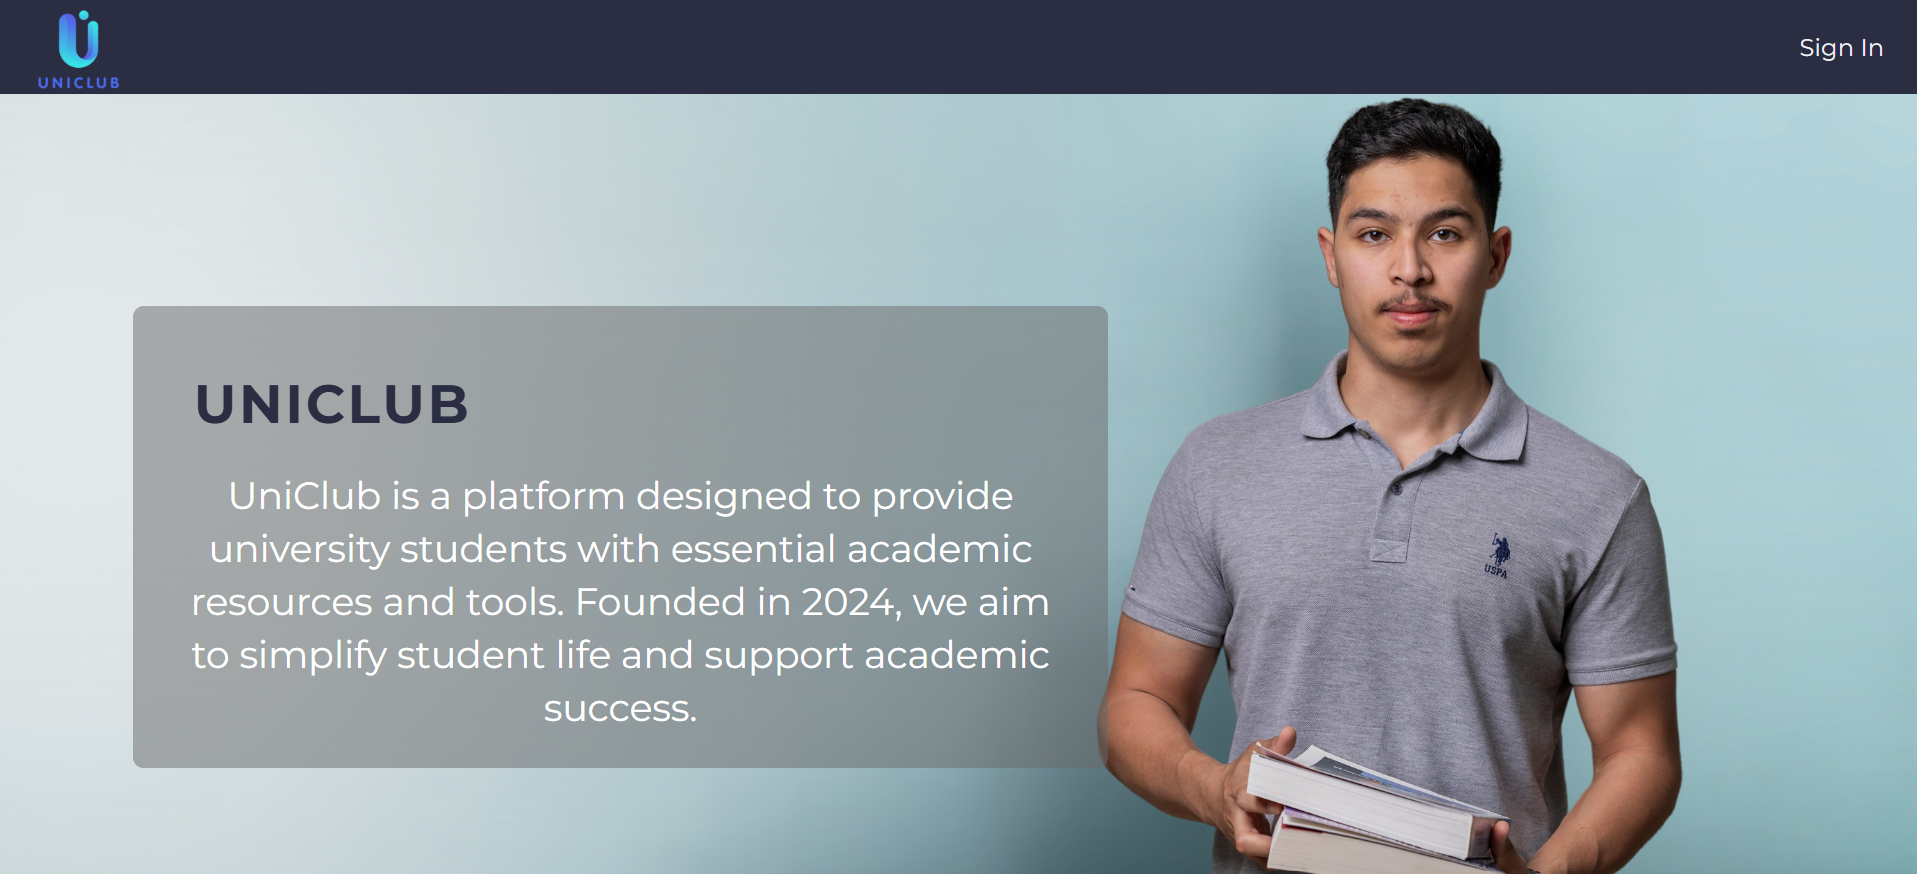 UNICLUB
Sign In
UNICLUB
UniClub is a platform designed to provide
university students with essential academic
resources and tools. Founded in 2024, we aim
to simplify student life and support academic
success.
USPA